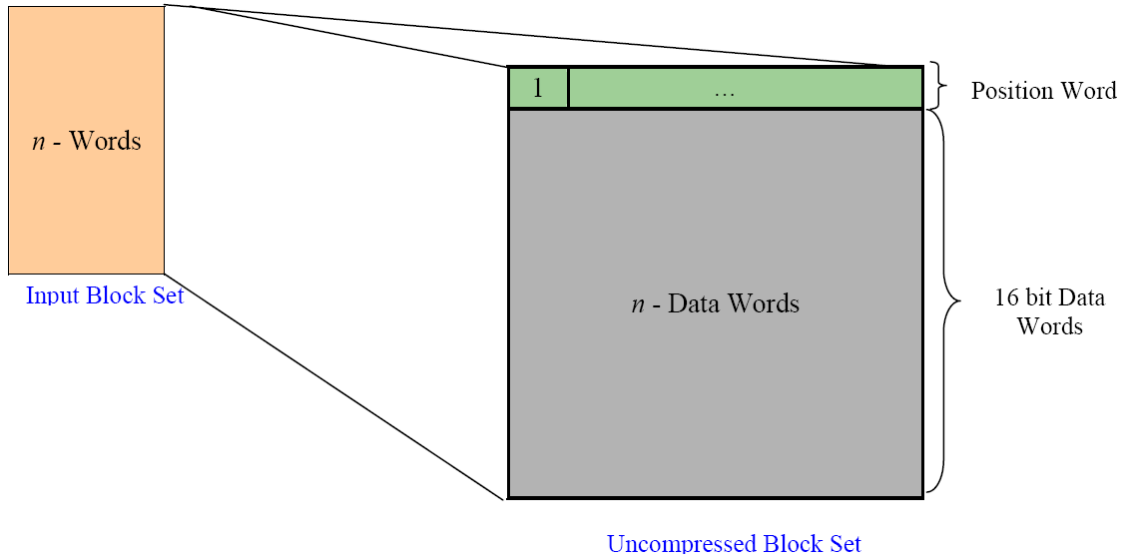 n - Words
Input Block Set
1
...
Position Word
n - Data Words
16 bit Data
Words
Uncompressed Block Set